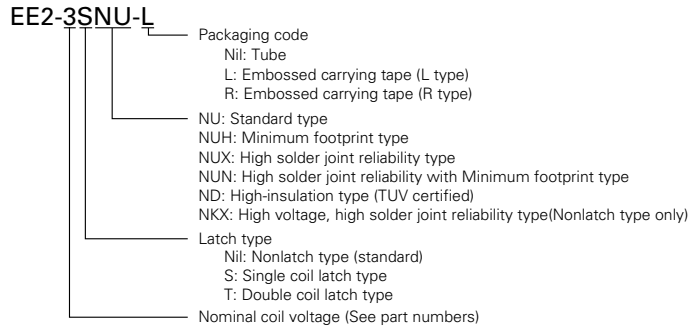 EE2-3SNU-L
Packaging code
Nil: Tube
L: Embossed carrying tape (L type)
R: Embossed carrying tape (R type)
NU: Standard type
NUH: Minimum footprint type
NUX: High solder joint reliability type
NUN: High solder joint reliability with Minimum footprint type
ND: High-insulation type (TUV certified)
NKX: High voltage, high solder joint reliability type(Nonlatch type only)
Latch type
Nil: Nonlatch type (standard)
S: Single coil latch type
T: Double coil latch type
Nominal coil voltage (See part numbers)